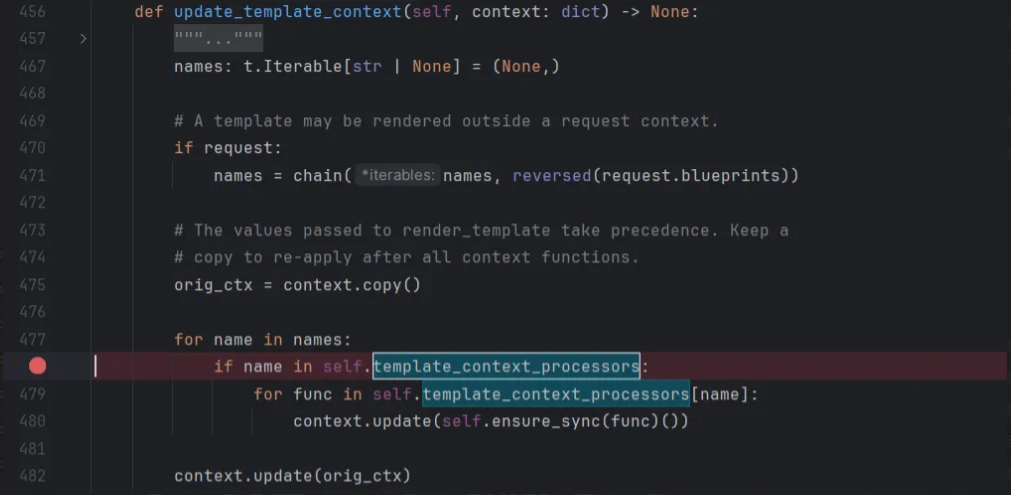 456 def update_template_context(self, context: dict) -> None:
457 """..."""
467 names: t.Iterable[str | None] = (None,)
468
469 # A template may be rendered outside a request context.
470 if request:
471 names = chain( *iterables: names, reversed(request.blueprints))
472
473 # The values passed to render_template take precedence. Keep a
474 # copy to re-apply after all context functions.
475 orig_ctx = context.copy()
476
477 for name in names:
if name in self.template_context_processors:
479 for func in self.template_context_processors[name]:
480 context.update(self.ensure_sync(func)())
481
482 context.update(orig_ctx)